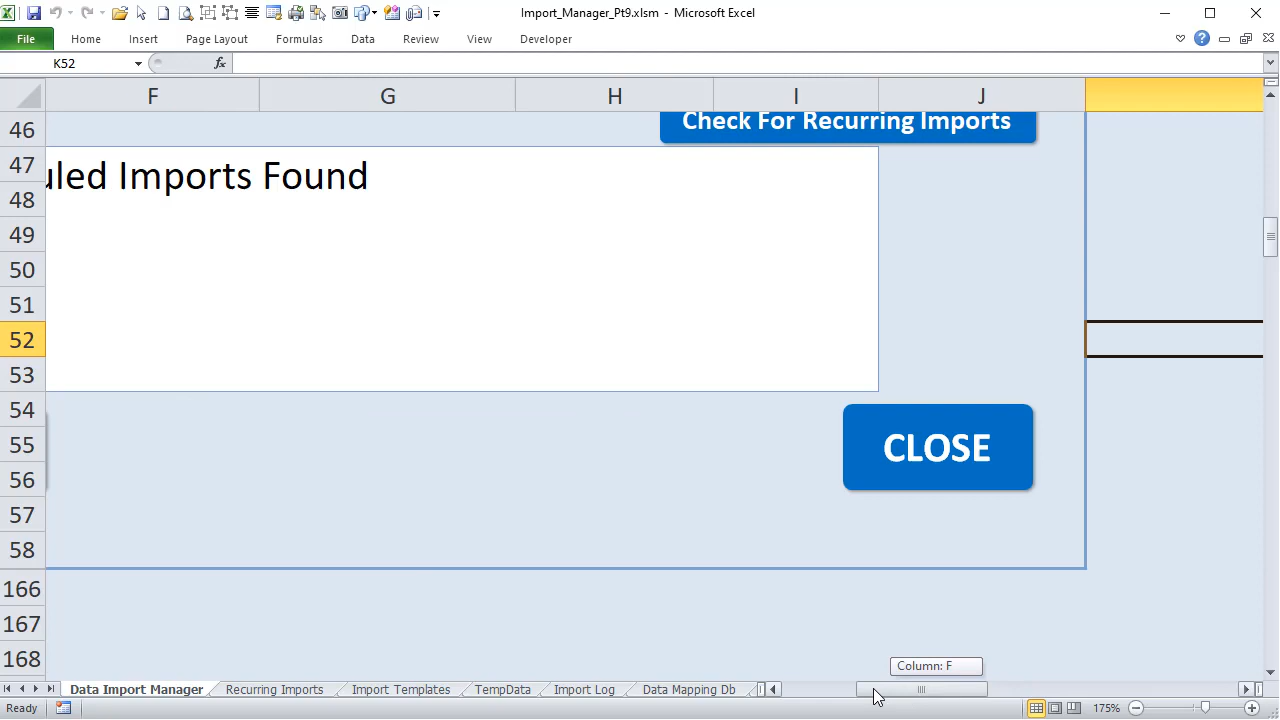 Import_Manager_Pt9.xlsm - Microsoft Excel
File Home Insert Page Layout Formulas Data Review View Developer
K52 fx
F G H I J
46 Check For Recurring Imports
47 uled Imports Found
48
49
50
51
52
53
54
55 CLOSE
56
57
58
166
167
168
Column: F
Data Import Manager Recurring Imports Import Templates TempData Import Log Data Mapping Db
Ready 175%